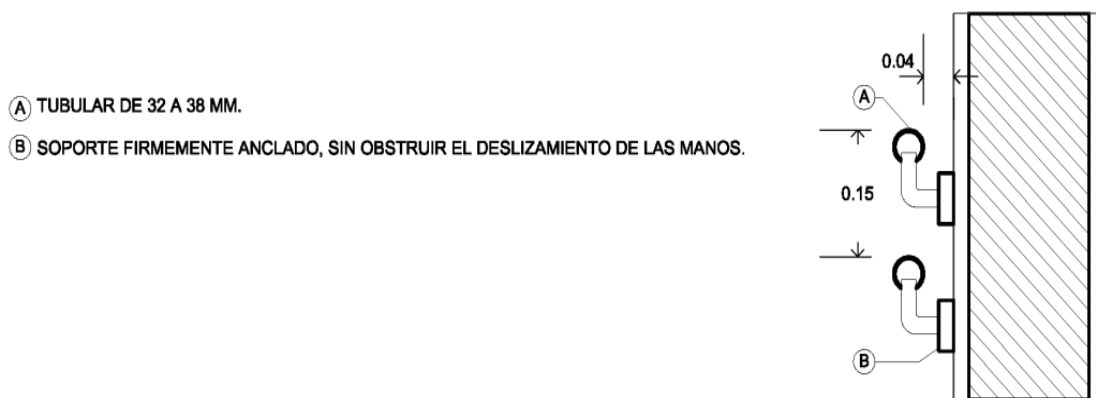 A TUBULAR DE 32 A 38 MM.
B SOPORTE FIRMEMENTE ANCLADO, SIN OBSTRUIR EL DESLIZAMIENTO DE LAS MANOS.
0.04
A
0.15
B